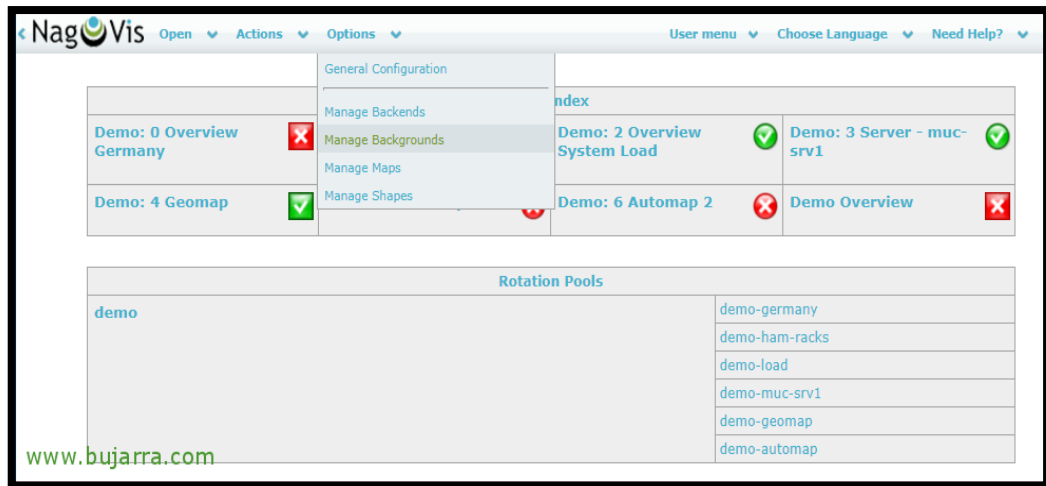 NagVis
Open Actions Options User menu Choose Language Need Help?
General Configuration
Manage Backends
Manage Backgrounds
Manage Maps
Manage Shapes
ndex
Demo: 0 Overview
Germany
Demo: 2 Overview
System Load
Demo: 3 Server - muc-
srv1
Demo: 4 Geomap
Demo: 6 Automap 2
Demo Overview
Rotation Pools
demo
demo-germany
demo-ham-racks
demo-load
demo-muc-srv1
demo-geomap
demo-automap
www.bujarra.com